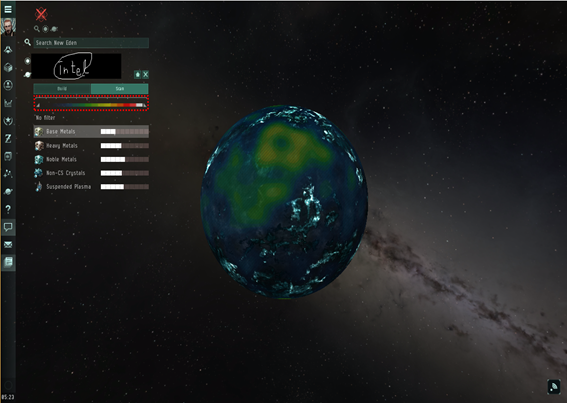 Search New Eden
Intel
Build
Scan
No filter
Base Metals
Heavy Metals
Noble Metals
Non-CS Crystals
Suspended Plasma
Z
?
05:23